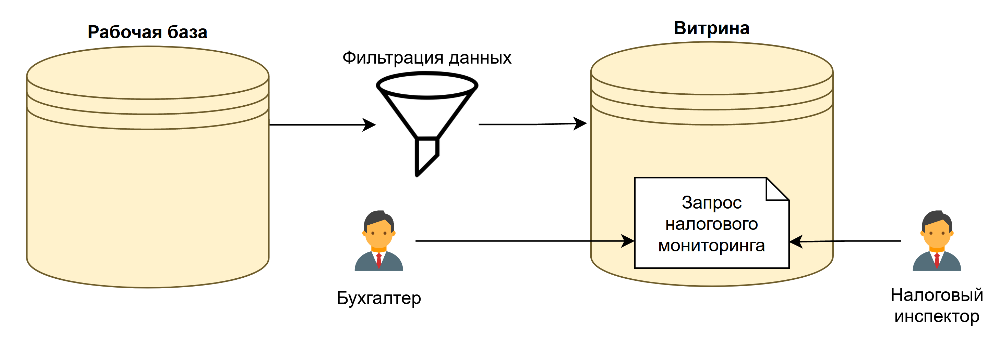 Рабочая база
Фильтрация данных
Витрина
Запрос
налогового
мониторинга
Бухгалтер
Налоговый
инспектор